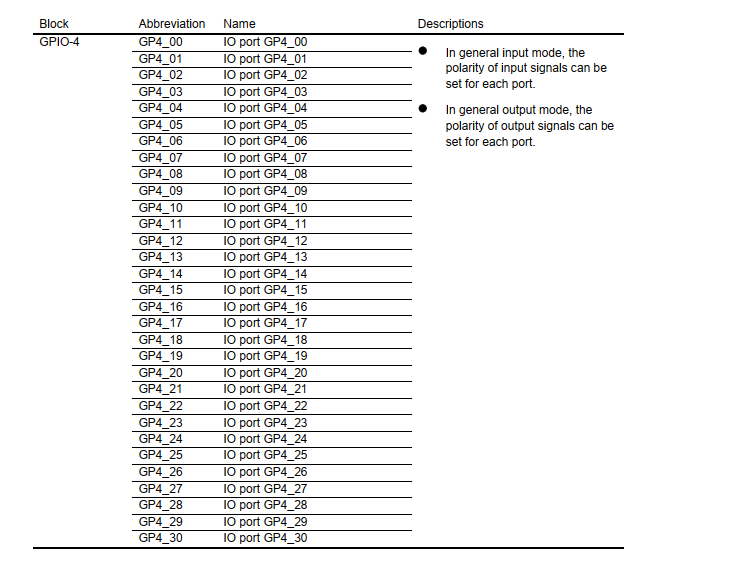 Block Abbreviation Name Descriptions
GPIO-4 GP4_00 IO port GP4_00
GP4_01 IO port GP4_01
GP4_02 IO port GP4_02
GP4_03 IO port GP4_03
GP4_04 IO port GP4_04
GP4_05 IO port GP4_05
GP4_06 IO port GP4_06
GP4_07 IO port GP4_07
GP4_08 IO port GP4_08
GP4_09 IO port GP4_09
GP4_10 IO port GP4_10
GP4_11 IO port GP4_11
GP4_12 IO port GP4_12
GP4_13 IO port GP4_13
GP4_14 IO port GP4_14
GP4_15 IO port GP4_15
GP4_16 IO port GP4_16
GP4_17 IO port GP4_17
GP4_18 IO port GP4_18
GP4_19 IO port GP4_19
GP4_20 IO port GP4_20
GP4_21 IO port GP4_21
GP4_22 IO port GP4_22
GP4_23 IO port GP4_23
GP4_24 IO port GP4_24
GP4_25 IO port GP4_25
GP4_26 IO port GP4_26
GP4_27 IO port GP4_27
GP4_28 IO port GP4_28
GP4_29 IO port GP4_29
GP4_30 IO port GP4_30
● In general input mode, the
polarity of input signals can be
set for each port.
● In general output mode, the
polarity of output signals can be
set for each port.